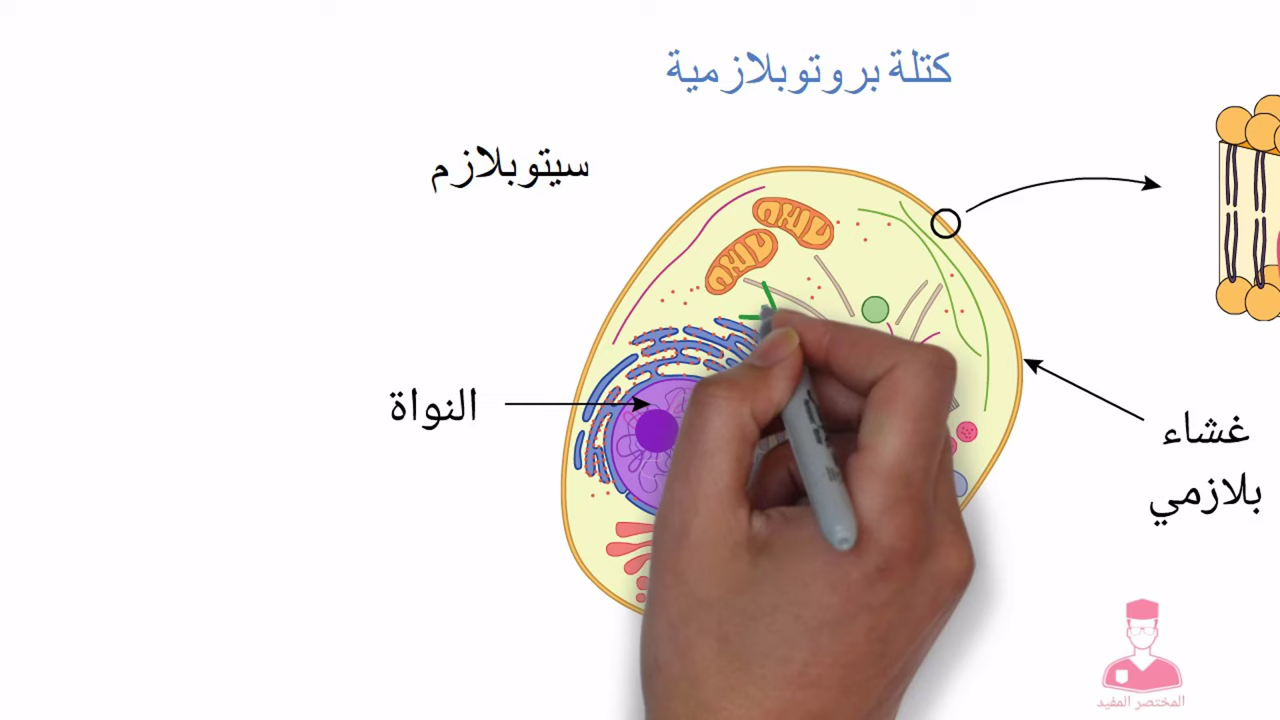 كتلة بروتوبلازمية
سيتوبلازم
النواة
غشاء
بلازمي
المختصر المفيد